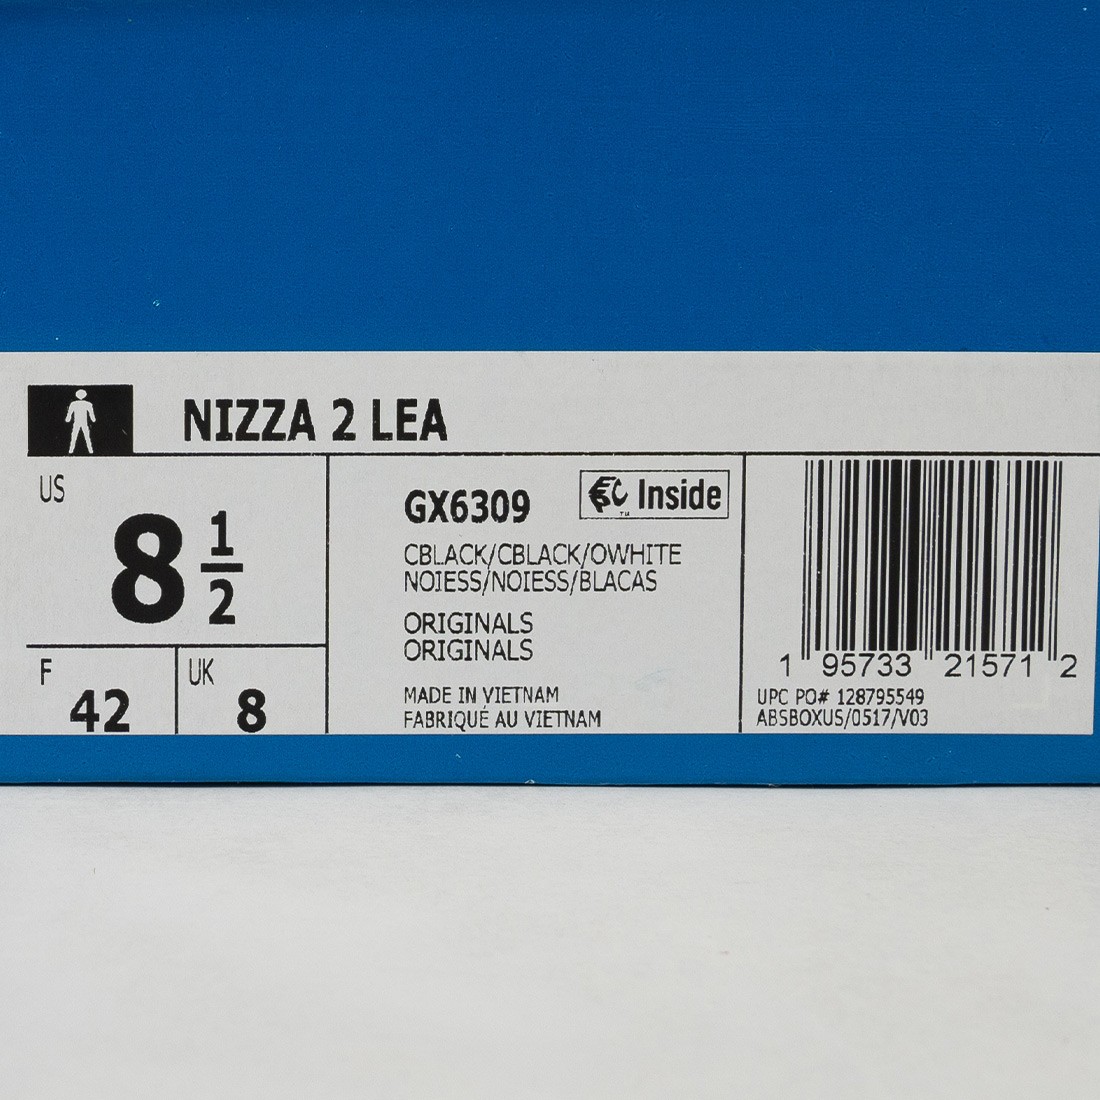 NIZZA 2 LEA
US
8 1/2
F
42
UK
8
GX6309
Inside
TM
CBLACK/CBLACK/OWHITE
NOIESS/NOIESS/BLACAS
ORIGINALS
ORIGINALS
MADE IN VIETNAM
FABRIQUÉ AU VIETNAM
1 95733 21571 2
UPC PO# 128795549
ABSBOXUS/0517/V03